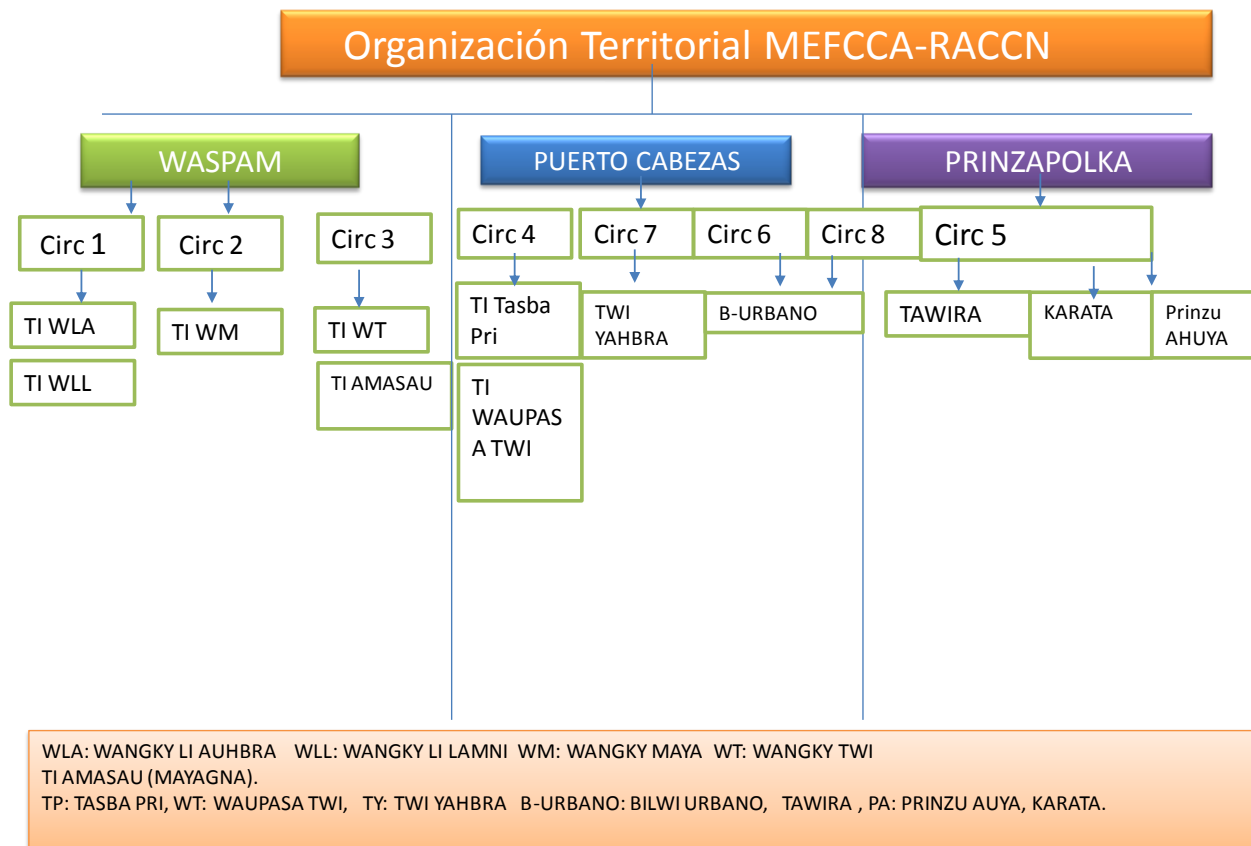 Organización Territorial MEFCCA-RACCN
WASPAM
PUERTO CABEZAS
PRINZAPOLKA
Circ 1
Circ 2
Circ 3
Circ 4
Circ 7
Circ 6
Circ 8
Circ 5
TI WLA
TI WLL
TI WM
TI WT
TI AMASAU
TI Tasba
Pri
TI
WAUPAS
A TWI
TWI
YAHBRA
B-URBANO
TAWIRA
KARATA
Prinzu
AHUYA
WLA: WANGKY LI AUHBRA WLL: WANGKY LI LAMNI WM: WANGKY MAYA WT: WANGKY TWI
TI AMASAU (MAYAGNA).
TP: TASBA PRI, WT: WAUPASA TWI, TY: TWI YAHBRA B-URBANO: BILWI URBANO, TAWIRA , PA: PRINZU AUYA, KARATA.